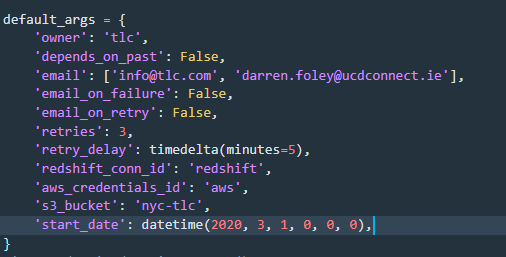 default_args = {
    'owner': 'tlc',
    'depends_on_past': False,
    'email': ['info@tlc.com', 'darren.foley@ucdconnect.ie'],
    'email_on_failure': False,
    'email_on_retry': False,
    'retries': 3,
    'retry_delay': timedelta(minutes=5),
    'redshift_conn_id': 'redshift',
    'aws_credentials_id': 'aws',
    's3_bucket': 'nyc-tlc',
    'start_date': datetime(2020, 3, 1, 0, 0, 0),
}